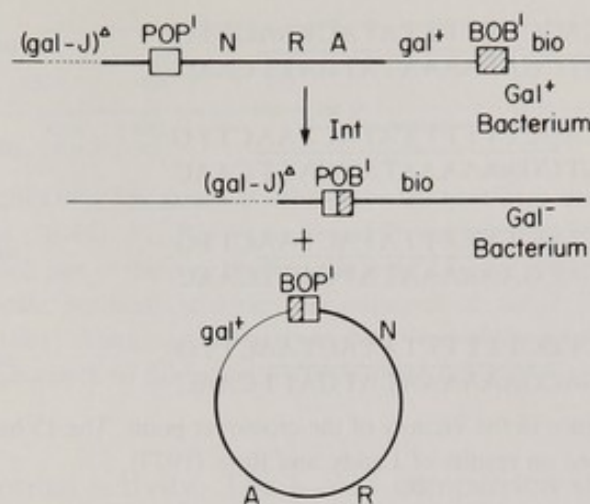 (gal-J)Δ POP' N R A gal+ BOB' bio
Gal+
Bacterium
Int
(gal-J)Δ POB' bio
Gal-
Bacterium
+
BOP'
gal+ N
A R